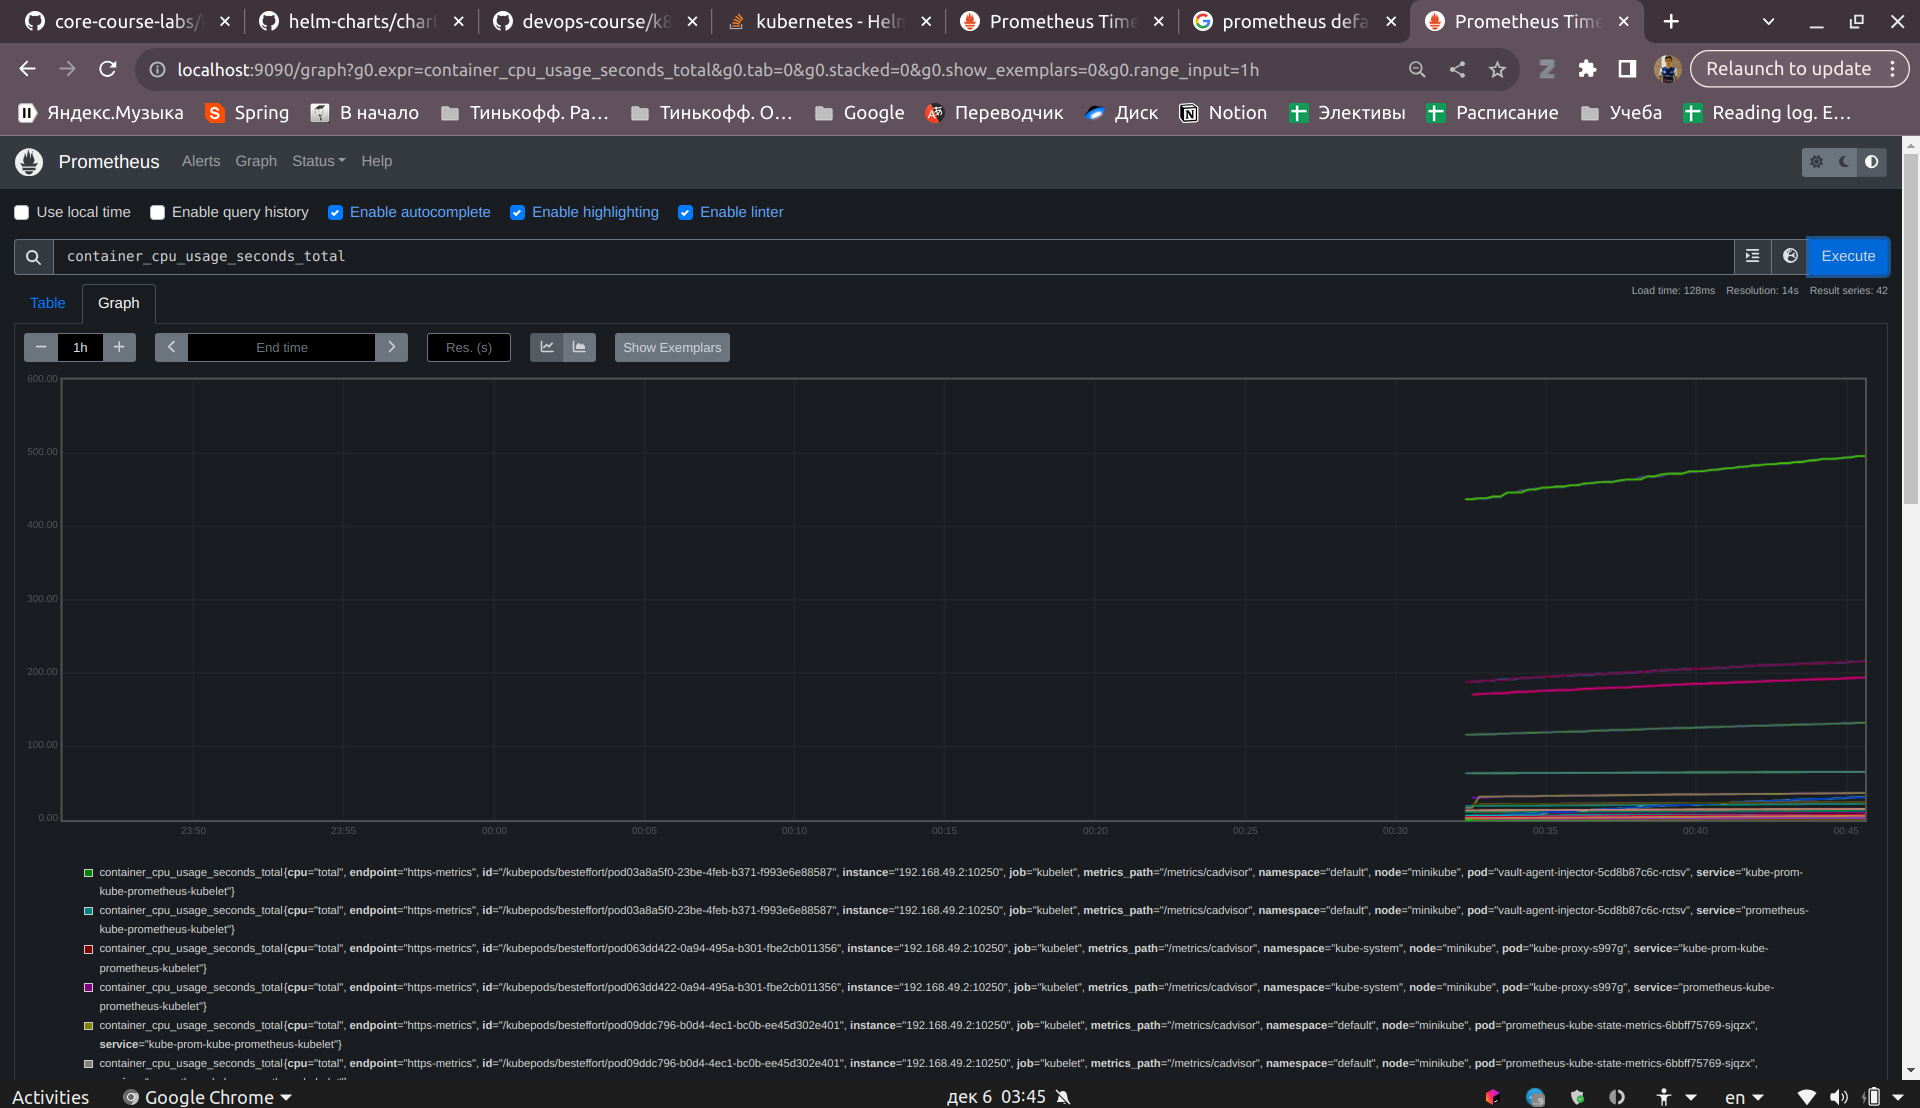 core-course-labs/
helm-charts/chart
devops-course/k8
kubernetes - Helm
Prometheus Time
prometheus defa
Prometheus Time
localhost:9090/graph?g0.expr=container_cpu_usage_seconds_total&g0.tab=0&g0.stacked=0&g0.show_exemplars=0&g0.range_input=1h
Relaunch to update
Яндекс.Музыка Spring В начало Тинькофф. Ра... Тинькофф. О... Google Переводчик Диск Notion Элективы Расписание Учеба Reading log. E...
Prometheus Alerts Graph Status Help
Use local time Enable query history Enable autocomplete Enable highlighting Enable linter
container_cpu_usage_seconds_total
Execute
Table Graph
Load time: 128ms Resolution: 14s Result series: 42
1h End time Res. (s) Show Exemplars
600.00
500.00
400.00
300.00
200.00
100.00
0.00
23:50 23:55 00:00 00:05 00:10 00:15 00:20 00:25 00:30 00:35 00:40 00:45
container_cpu_usage_seconds_total{cpu="total", endpoint="https-metrics", id="/kubepods/besteffort/pod03a8a5f0-23be-4feb-b371-f993e6e88587", instance="192.168.49.2:10250", job="kubelet", metrics_path="/metrics/cadvisor", namespace="default", node="minikube", pod="vault-agent-injector-5cd8b87c6c-rctsv", service="kube-prom-
kube-prometheus-kubelet"}
container_cpu_usage_seconds_total{cpu="total", endpoint="https-metrics", id="/kubepods/besteffort/pod03a8a5f0-23be-4feb-b371-f993e6e88587", instance="192.168.49.2:10250", job="kubelet", metrics_path="/metrics/cadvisor", namespace="default", node="minikube", pod="vault-agent-injector-5cd8b87c6c-rctsv", service="prometheus-
kube-prometheus-kubelet"}
container_cpu_usage_seconds_total{cpu="total", endpoint="https-metrics", id="/kubepods/besteffort/pod063dd422-0a94-495a-b301-fbe2cb011356", instance="192.168.49.2:10250", job="kubelet", metrics_path="/metrics/cadvisor", namespace="kube-system", node="minikube", pod="kube-proxy-s997g", service="kube-prom-kube-
prometheus-kubelet"}
container_cpu_usage_seconds_total{cpu="total", endpoint="https-metrics", id="/kubepods/besteffort/pod063dd422-0a94-495a-b301-fbe2cb011356", instance="192.168.49.2:10250", job="kubelet", metrics_path="/metrics/cadvisor", namespace="kube-system", node="minikube", pod="kube-proxy-s997g", service="prometheus-kube-
prometheus-kubelet"}
container_cpu_usage_seconds_total{cpu="total", endpoint="https-metrics", id="/kubepods/besteffort/pod09ddc796-b0d4-4ec1-bc0b-ee45d302e401", instance="192.168.49.2:10250", job="kubelet", metrics_path="/metrics/cadvisor", namespace="default", node="minikube", pod="prometheus-kube-state-metrics-6bbff75769-sjqzx",
service="kube-prom-kube-prometheus-kubelet"}
container_cpu_usage_seconds_total{cpu="total", endpoint="https-metrics", id="/kubepods/besteffort/pod09ddc796-b0d4-4ec1-bc0b-ee45d302e401", instance="192.168.49.2:10250", job="kubelet", metrics_path="/metrics/cadvisor", namespace="default", node="minikube", pod="prometheus-kube-state-metrics-6bbff75769-sjqzx",
Activities Google Chrome дек 6 03:45 en